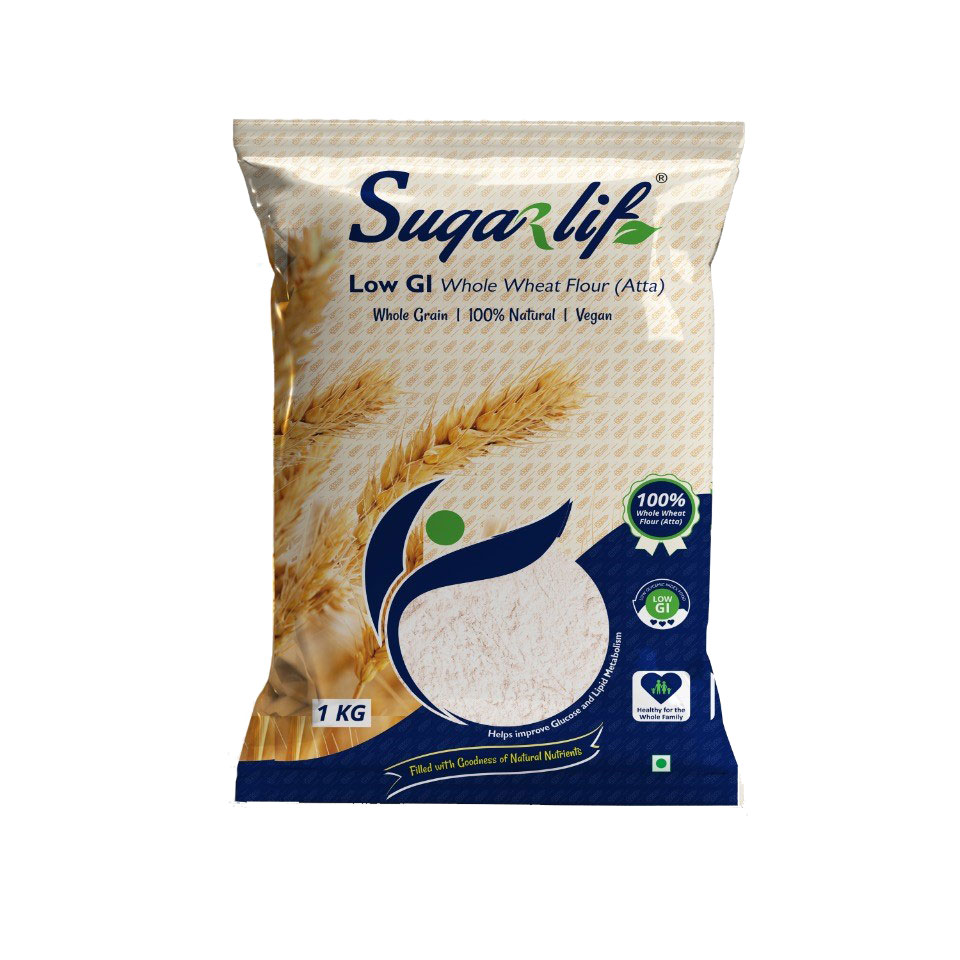 SugaRlife®
Low GI Whole Wheat Flour (Atta)
Whole Grain | 100% Natural | Vegan
100%
Whole Wheat
Flour (Atta)
LOW
GI
Healthy for the
Whole Family
1 KG
Helps improve Glucose and Lipid Metabolism
Filled with Goodness of Natural Nutrients